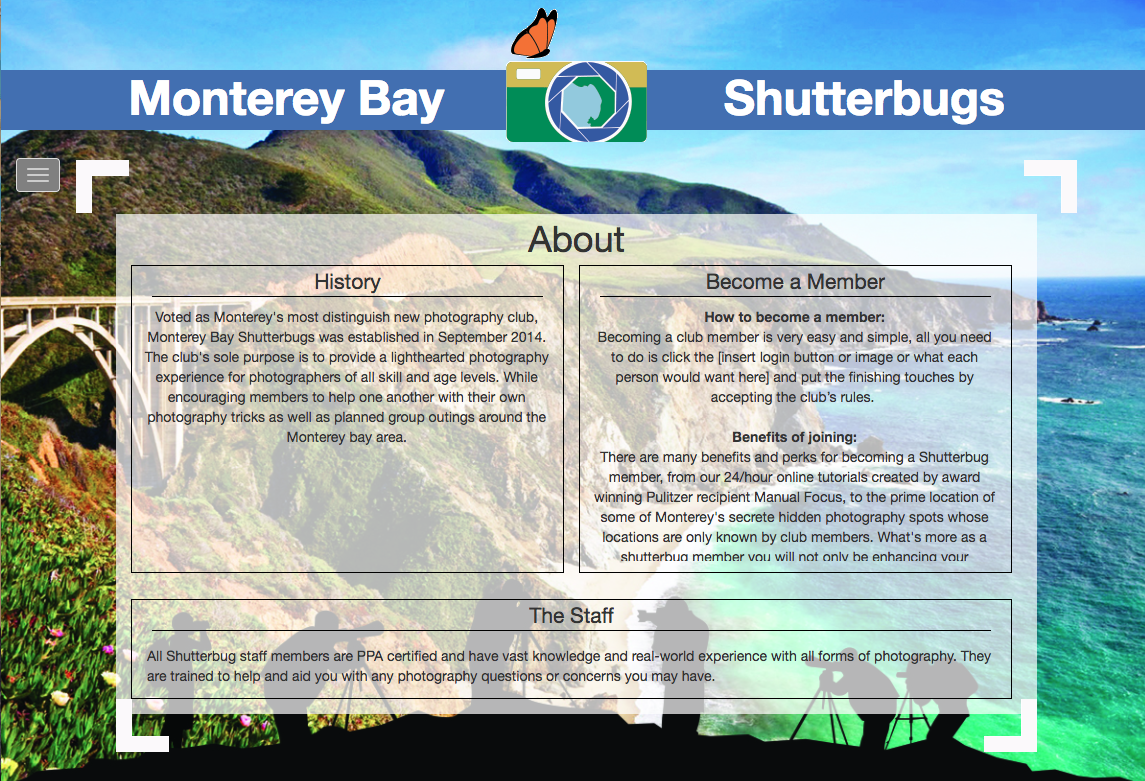 Monterey Bay Shutterbugs
About
History
Voted as Monterey's most distinguish new photography club,
Monterey Bay Shutterbugs was established in September 2014.
The club's sole purpose is to provide a lighthearted photography
experience for photographers of all skill and age levels. While
encouraging members to help one another with their own
photography tricks as well as planned group outings around the
Monterey bay area.
Become a Member
How to become a member:
Becoming a club member is very easy and simple, all you need
to do is click the [insert login button or image or what each
person would want here] and put the finishing touches by
accepting the club’s rules.
Benefits of joining:
There are many benefits and perks for becoming a Shutterbug
member, from our 24/hour online tutorials created by award
winning Pulitzer recipient Manual Focus, to the prime location of
some of Monterey's secrete hidden photography spots whose
locations are only known by club members. What's more as a
shutterbug member you will not only be enhancing your
The Staff
All Shutterbug staff members are PPA certified and have vast knowledge and real-world experience with all forms of photography. They
are trained to help and aid you with any photography questions or concerns you may have.